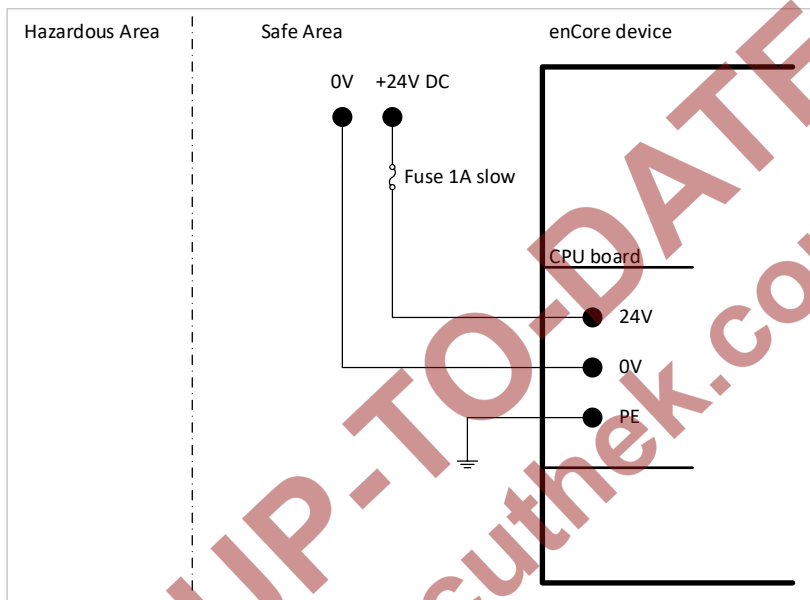 Hazardous Area
Safe Area
enCore device
0V
+24V DC
Fuse 1A slow
CPU board
24V
0V
PE
UP-TO-DATE
cuthek.co